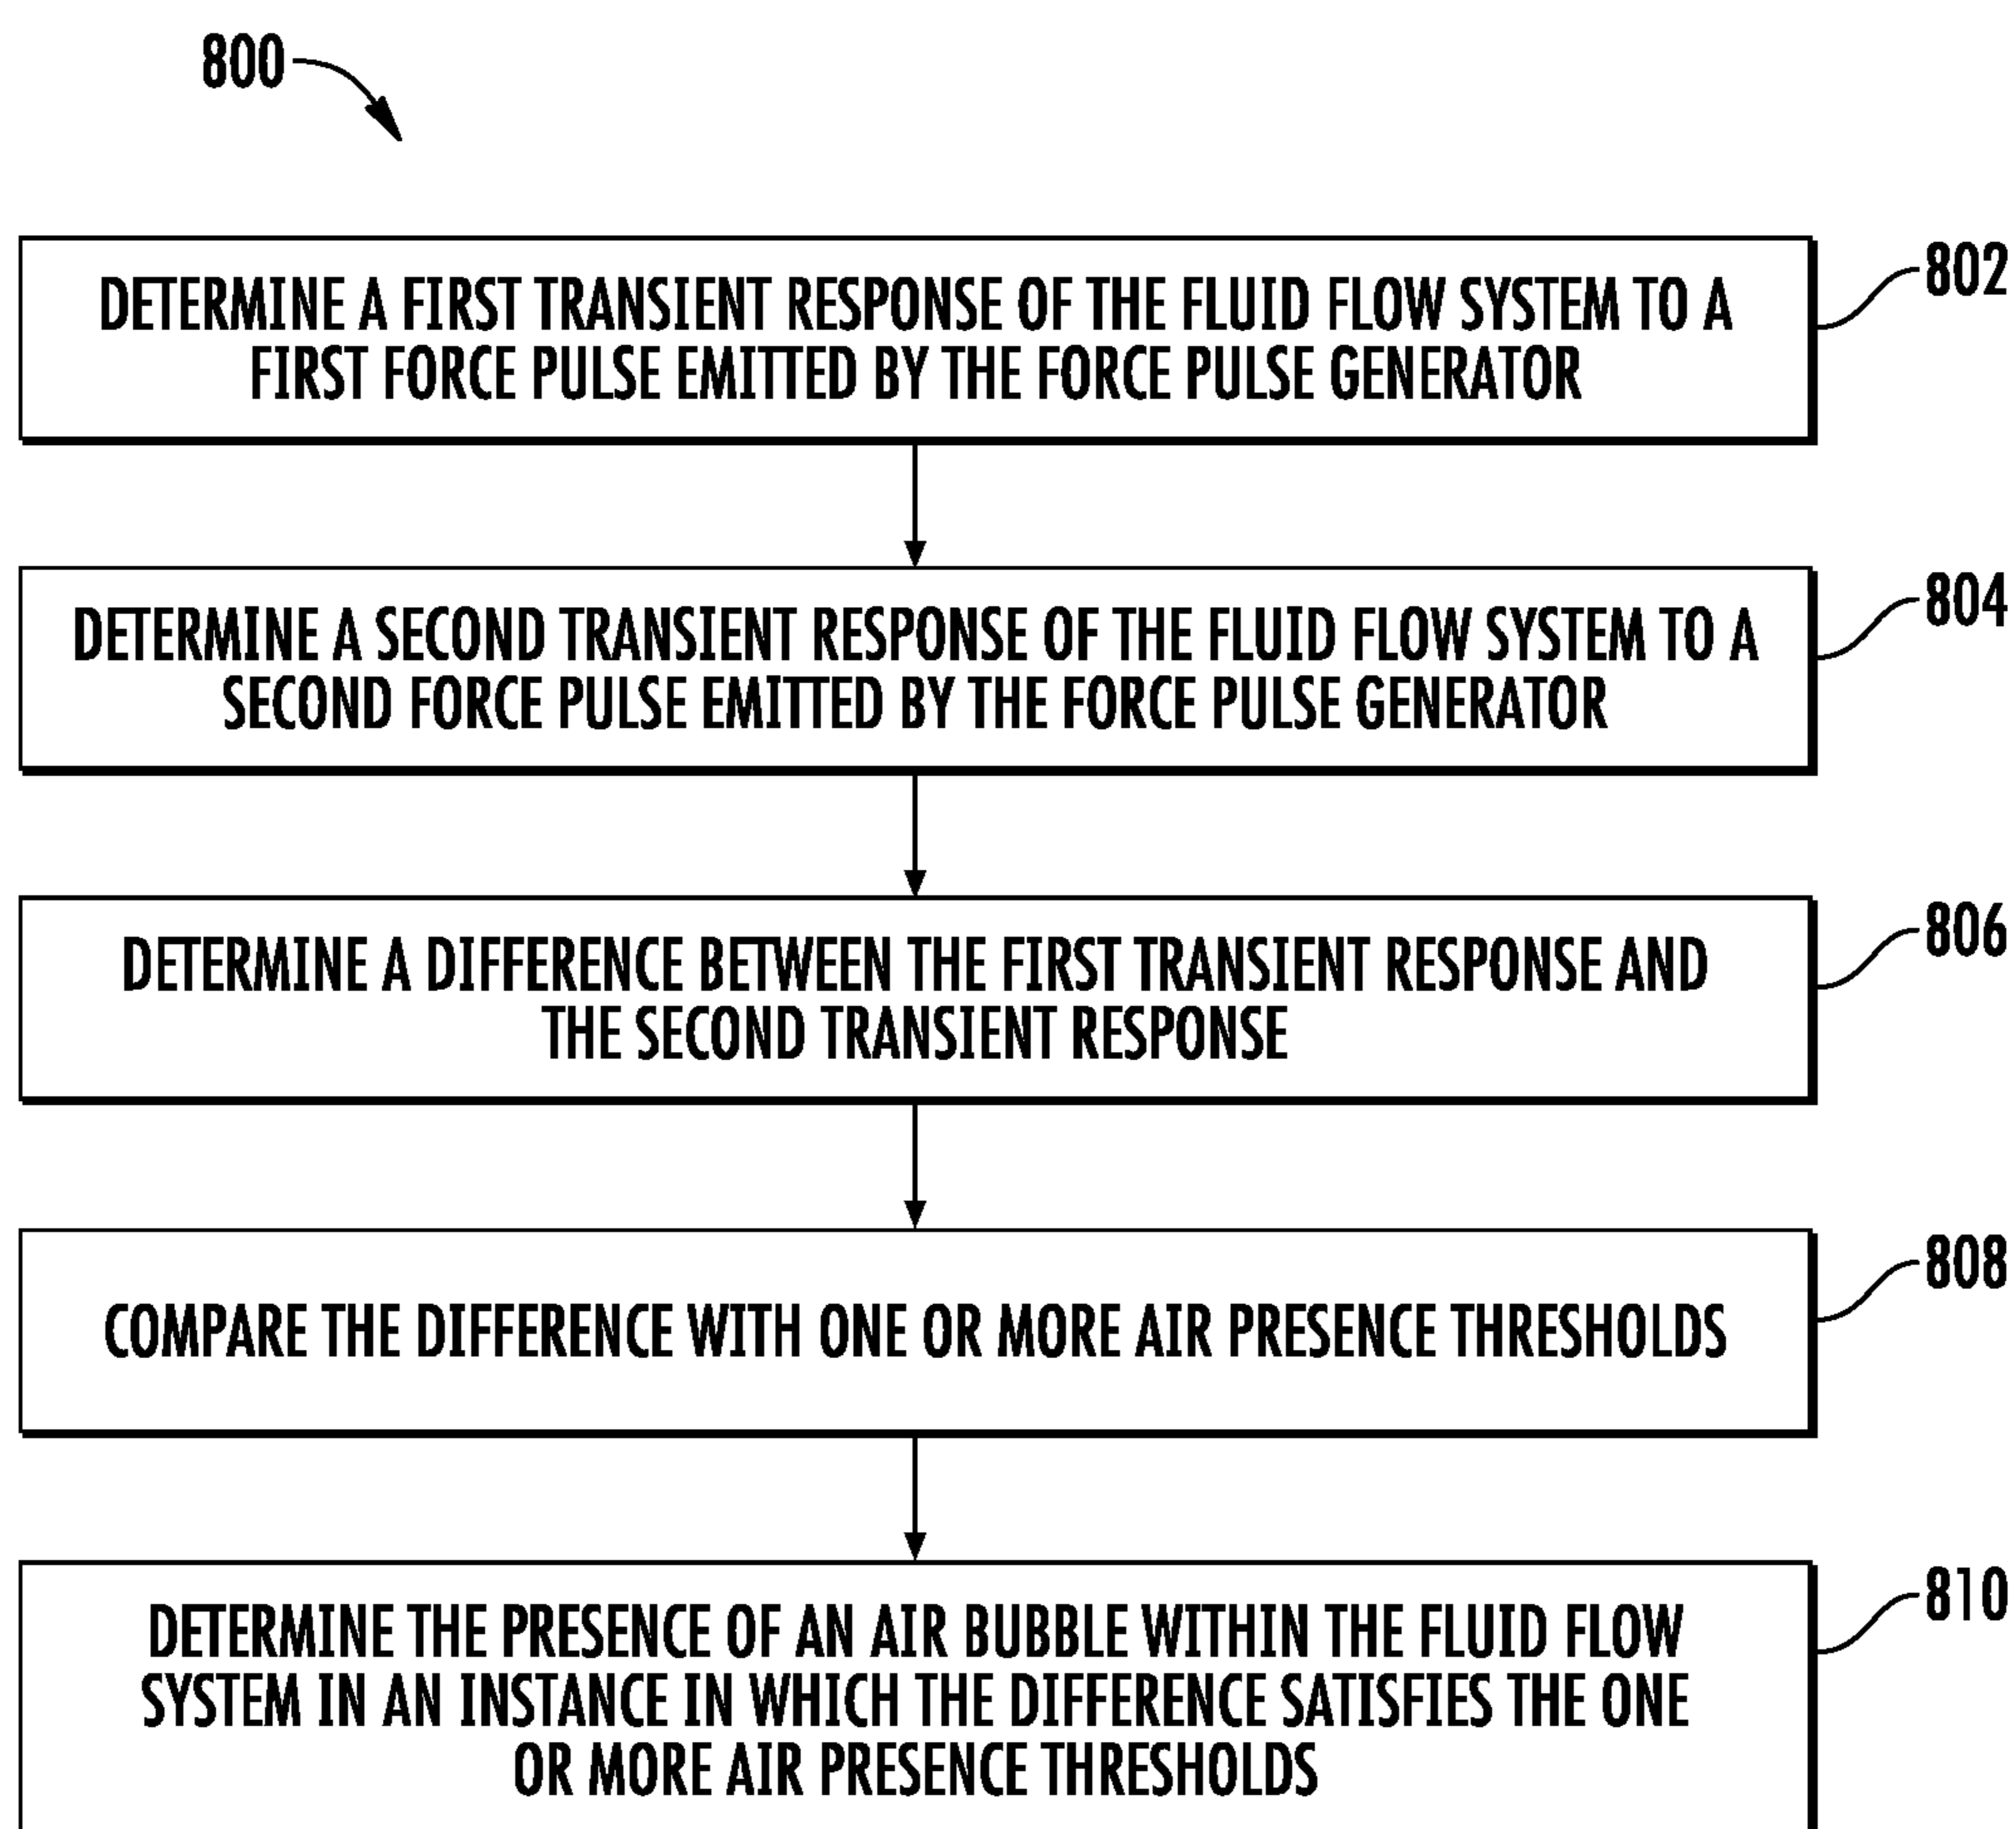 800
DETERMINE A FIRST TRANSIENT RESPONSE OF THE FLUID FLOW SYSTEM TO A
FIRST FORCE PULSE EMITTED BY THE FORCE PULSE GENERATOR
802
DETERMINE A SECOND TRANSIENT RESPONSE OF THE FLUID FLOW SYSTEM TO A
SECOND FORCE PULSE EMITTED BY THE FORCE PULSE GENERATOR
804
DETERMINE A DIFFERENCE BETWEEN THE FIRST TRANSIENT RESPONSE AND
THE SECOND TRANSIENT RESPONSE
806
COMPARE THE DIFFERENCE WITH ONE OR MORE AIR PRESENCE THRESHOLDS
808
DETERMINE THE PRESENCE OF AN AIR BUBBLE WITHIN THE FLUID FLOW
SYSTEM IN AN INSTANCE IN WHICH THE DIFFERENCE SATISFIES THE ONE
OR MORE AIR PRESENCE THRESHOLDS
810